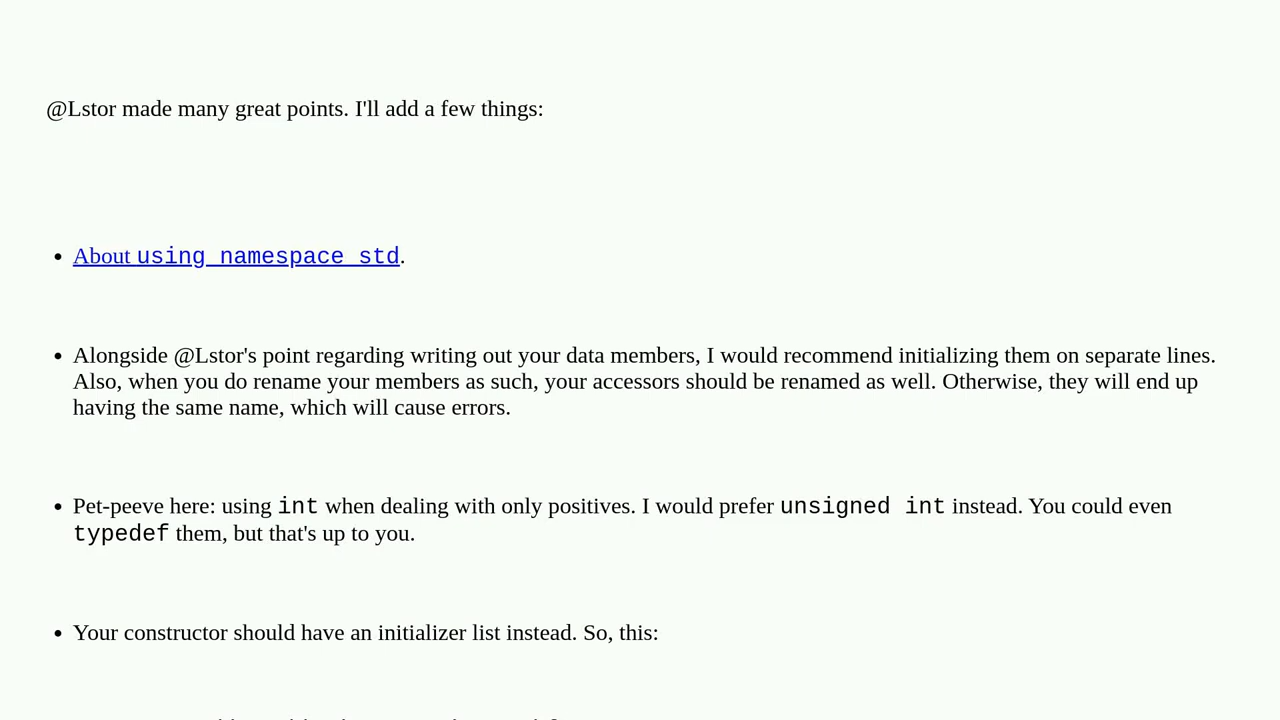 @Lstor made many great points. I'll add a few things:
• About using namespace std.
• Alongside @Lstor's point regarding writing out your data members, I would recommend initializing them on separate lines.
Also, when you do rename your members as such, your accessors should be renamed as well. Otherwise, they will end up
having the same name, which will cause errors.
• Pet-peeve here: using int when dealing with only positives. I would prefer unsigned int instead. You could even
typedef them, but that's up to you.
• Your constructor should have an initializer list instead. So, this: